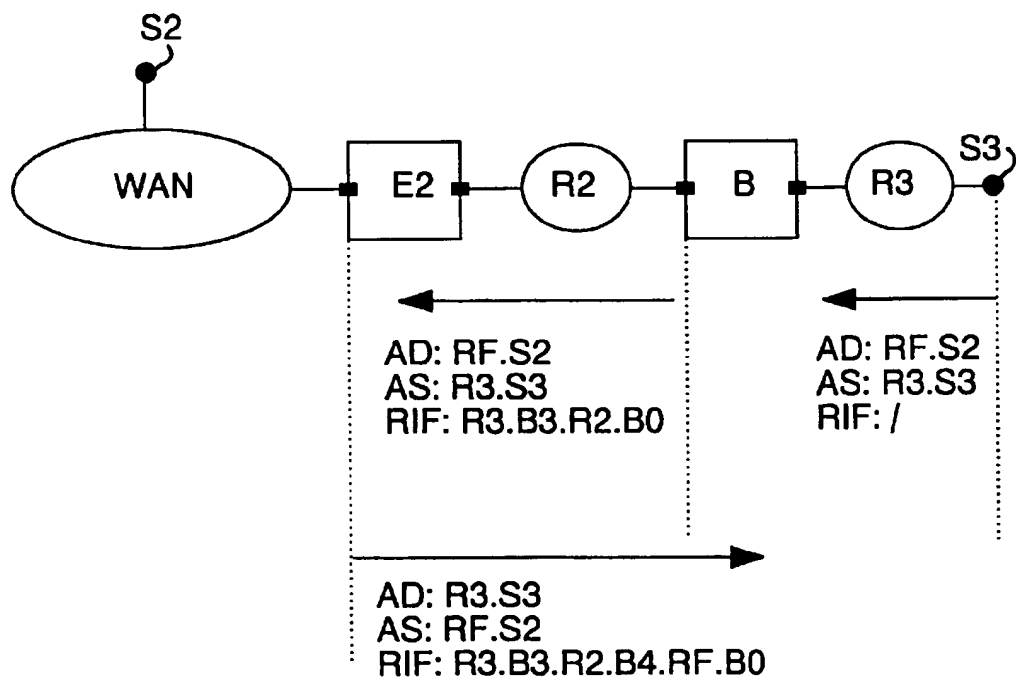 S2
WAN
E2
R2
B
R3
S3
AD: RF.S2
AS: R3.S3
RIF: R3.B3.R2.B0
AD: RF.S2
AS: R3.S3
RIF: /
AD: R3.S3
AS: RF.S2
RIF: R3.B3.R2.B4.RF.B0